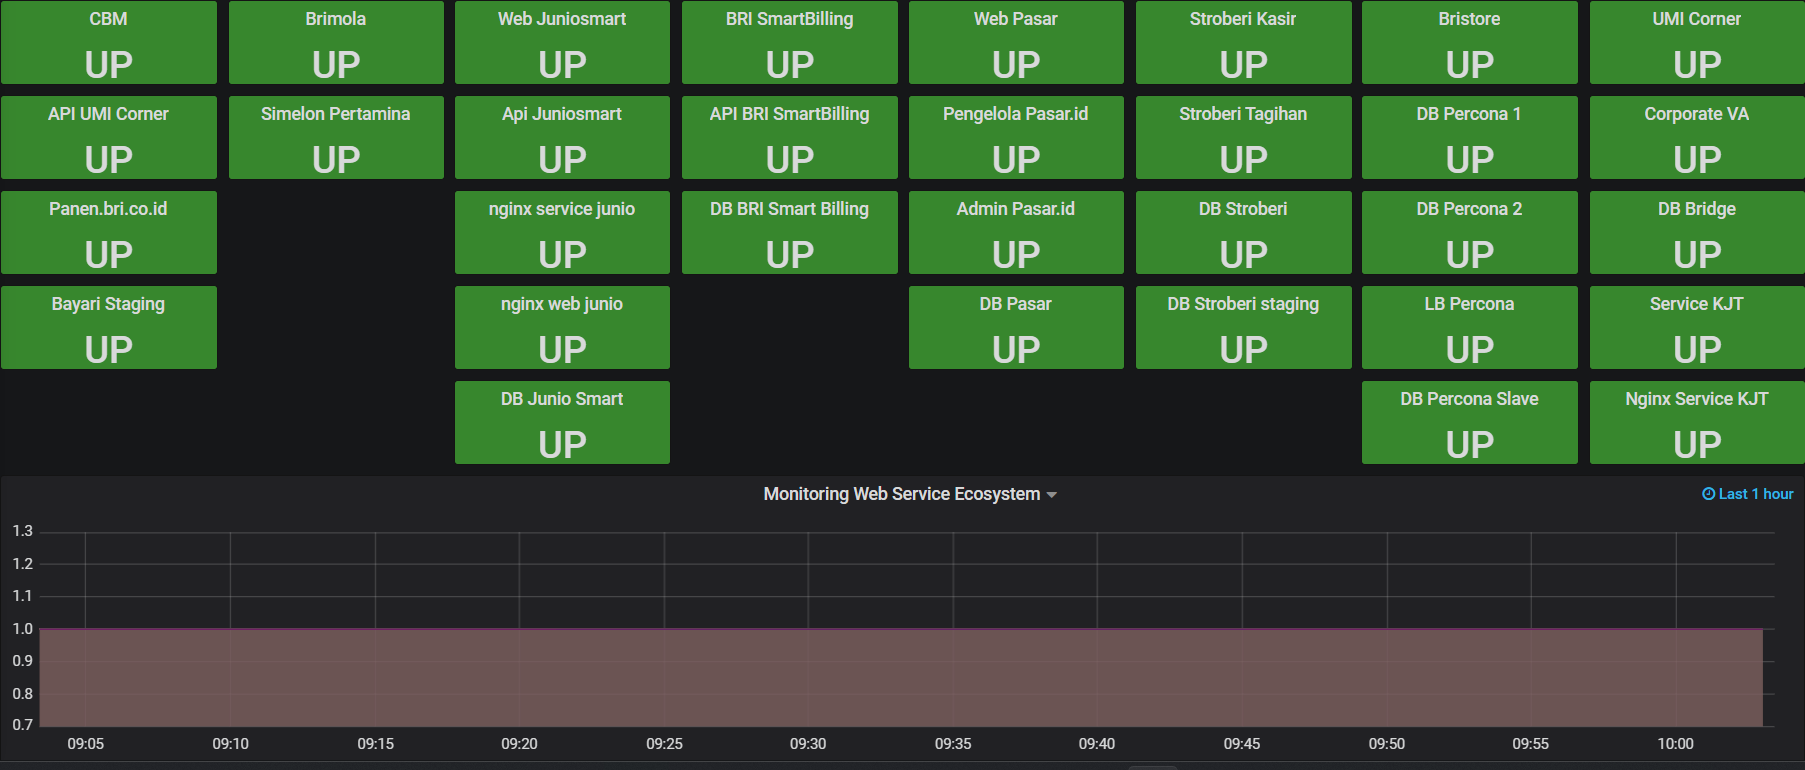 CBM
UP
Brimola
UP
Web Juniosmart
UP
BRI SmartBilling
UP
Web Pasar
UP
Stroberi Kasir
UP
Bristore
UP
UMI Corner
UP
API UMI Corner
UP
Simelon Pertamina
UP
Api Juniosmart
UP
API BRI SmartBilling
UP
Pengelola Pasar.id
UP
Stroberi Tagihan
UP
DB Percona 1
UP
Corporate VA
UP
Panen.bri.co.id
UP
nginx service junio
UP
DB BRI Smart Billing
UP
Admin Pasar.id
UP
DB Stroberi
UP
DB Percona 2
UP
DB Bridge
UP
Bayari Staging
UP
nginx web junio
UP
DB Pasar
UP
DB Stroberi staging
UP
LB Percona
UP
Service KJT
UP
DB Junio Smart
UP
DB Percona Slave
UP
Nginx Service KJT
UP
Monitoring Web Service Ecosystem
Last 1 hour
1.3
1.2
1.1
1.0
0.9
0.8
0.7
09:05 09:10 09:15 09:20 09:25 09:30 09:35 09:40 09:45 09:50 09:55 10:00